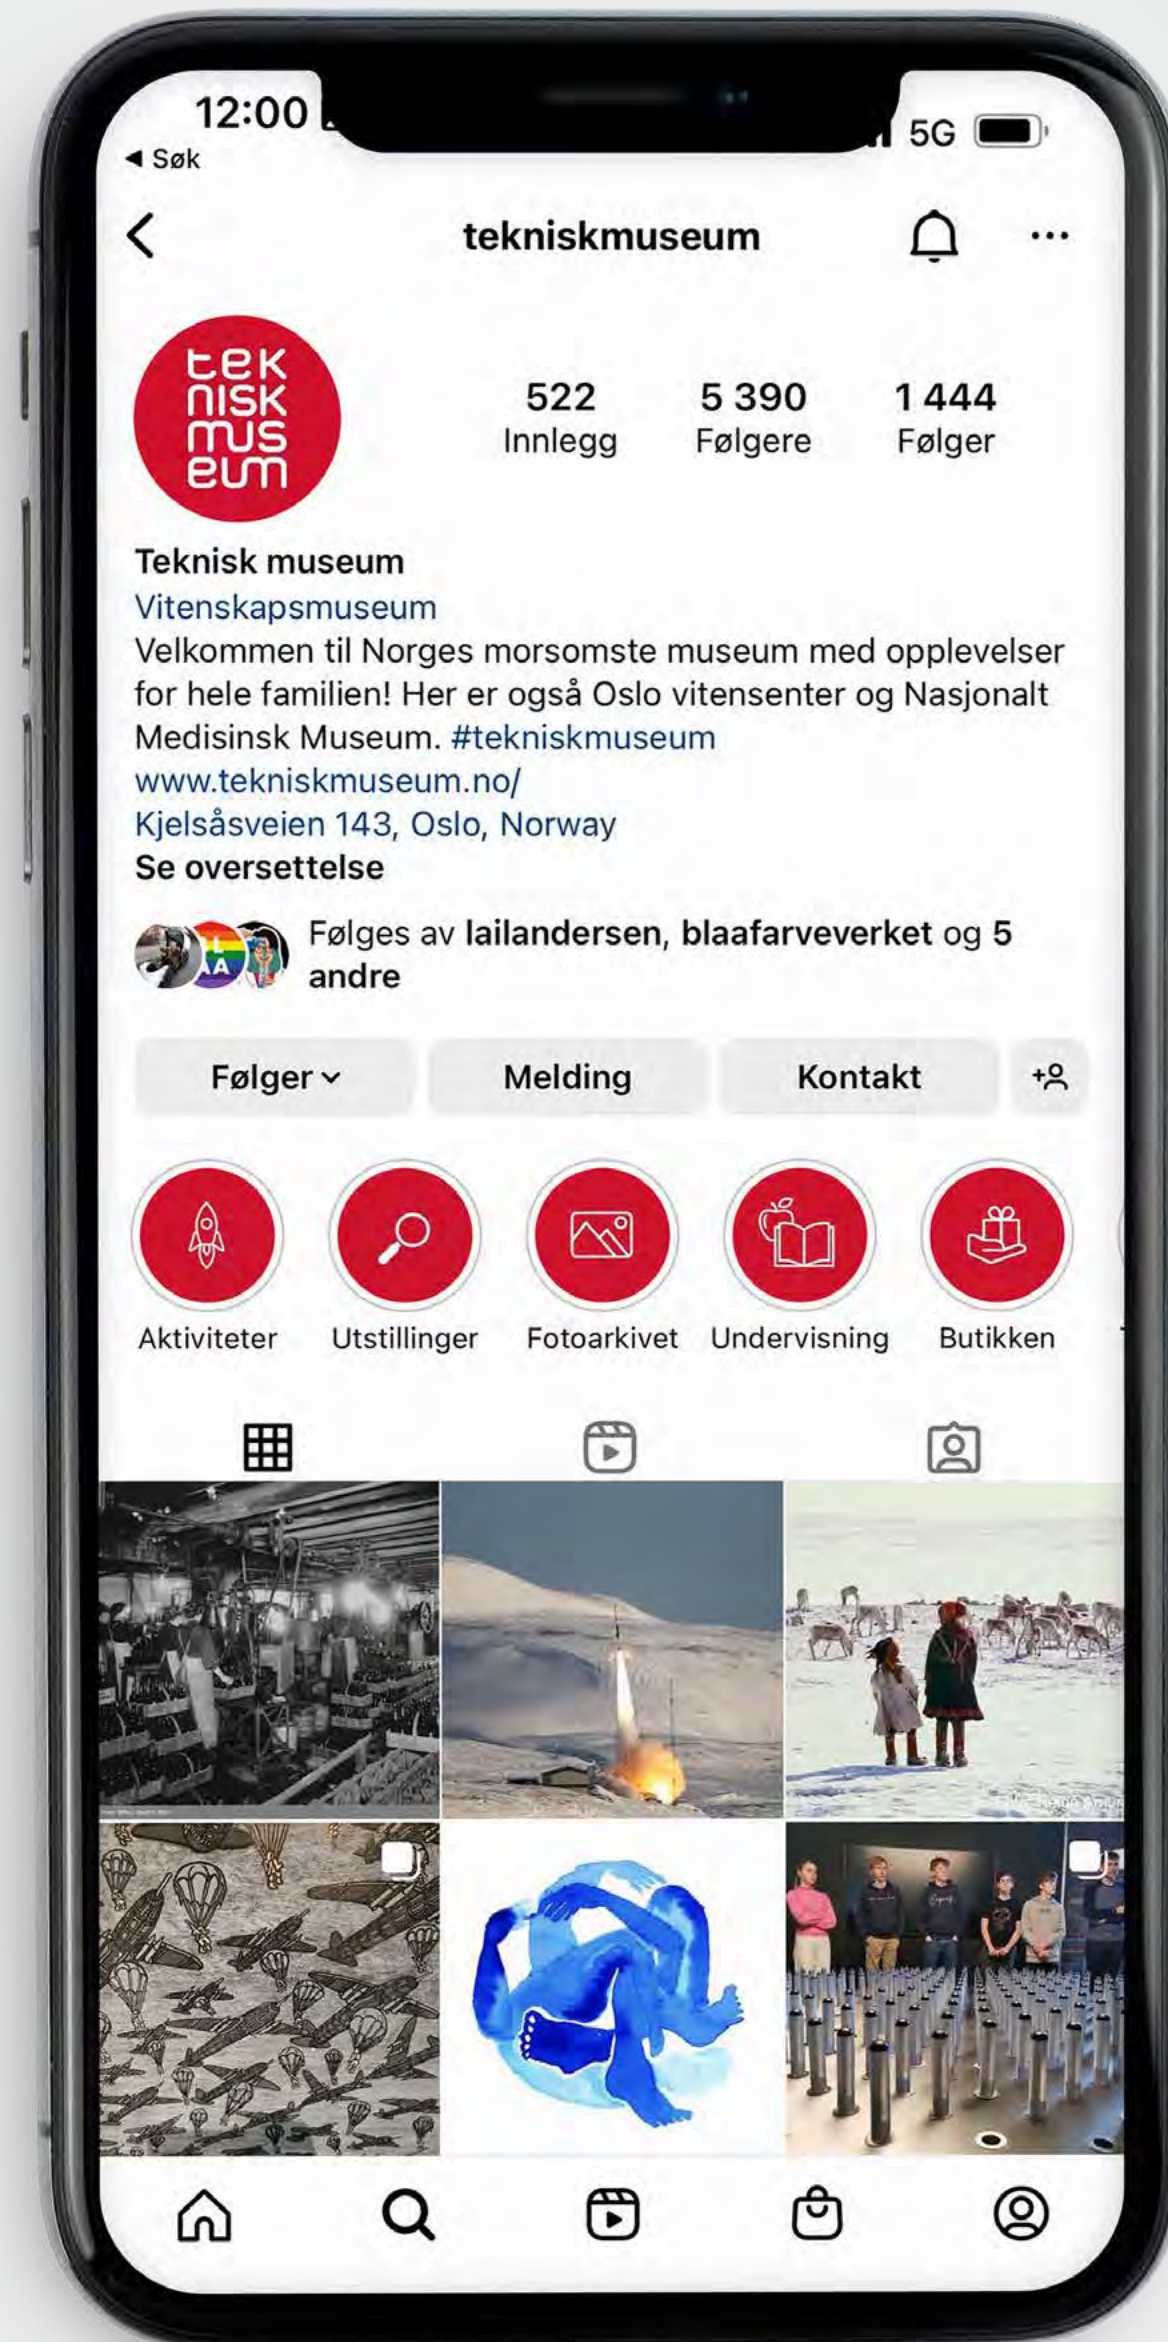 12:00
5G
◀ Søk
tekniskmuseum
tek
nisk
mus
eum
522
5 390
1 444
Innlegg
Følgere
Følger
Teknisk museum
Vitenskapsmuseum
Velkommen til Norges morsomste museum med opplevelser
for hele familien! Her er også Oslo vitensenter og Nasjonalt
Medisinsk Museum. #tekniskmuseum
www.tekniskmuseum.no/
Kjelsåsveien 143, Oslo, Norway
Se oversettelse
Følges av lailandersen, blaafarveverket og 5
andre
Følger
Melding
Kontakt
Aktiviteter
Utstillinger
Fotoarkivet
Undervisning
Butikken